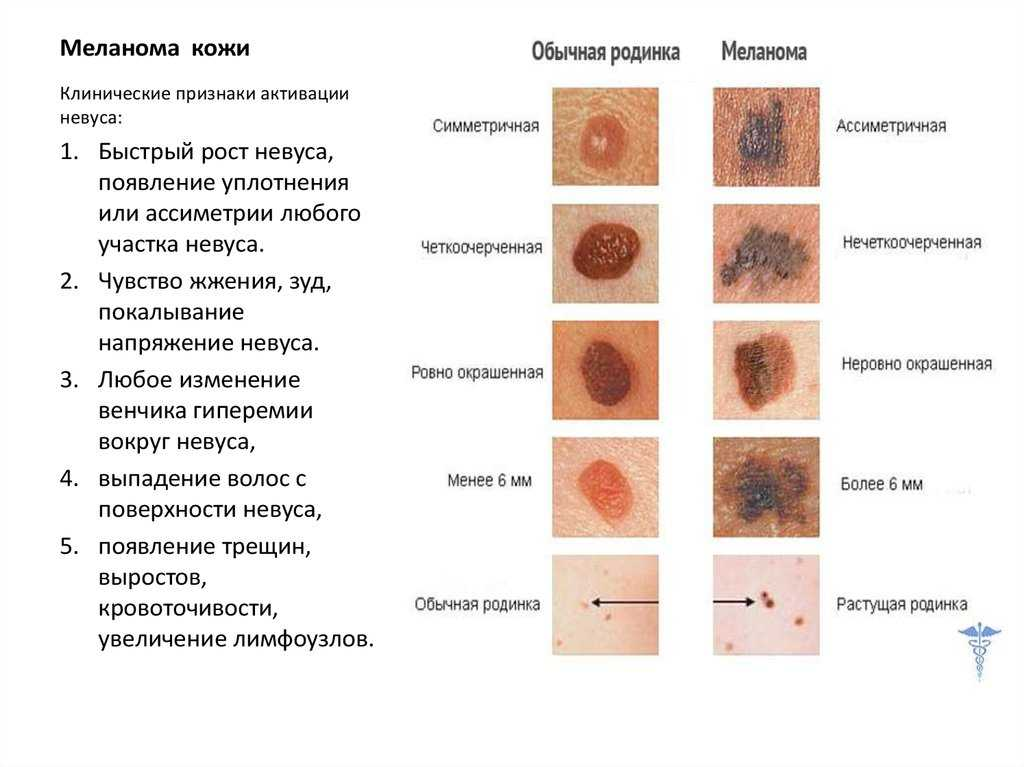 Меланома кожи
Клинические признаки активации
невуса:
1. Быстрый рост невуса,
появление уплотнения
или ассиметрии любого
участка невуса.
2. Чувство жжения, зуд,
покалывание
напряжение невуса.
3. Любое изменение
венчика гиперемии
вокруг невуса,
4. выпадение волос с
поверхности невуса,
5. появление трещин,
выростов,
кровоточивости,
увеличение лимфоузлов.
Обычная родинка Меланома
Симметричная Ассиметричная
Четкоочерченная Нечеткоочерченная
Ровно окрашенная Неровно окрашенная
Менее 6 мм Более 6 мм
Обычная родинка Растущая родинка